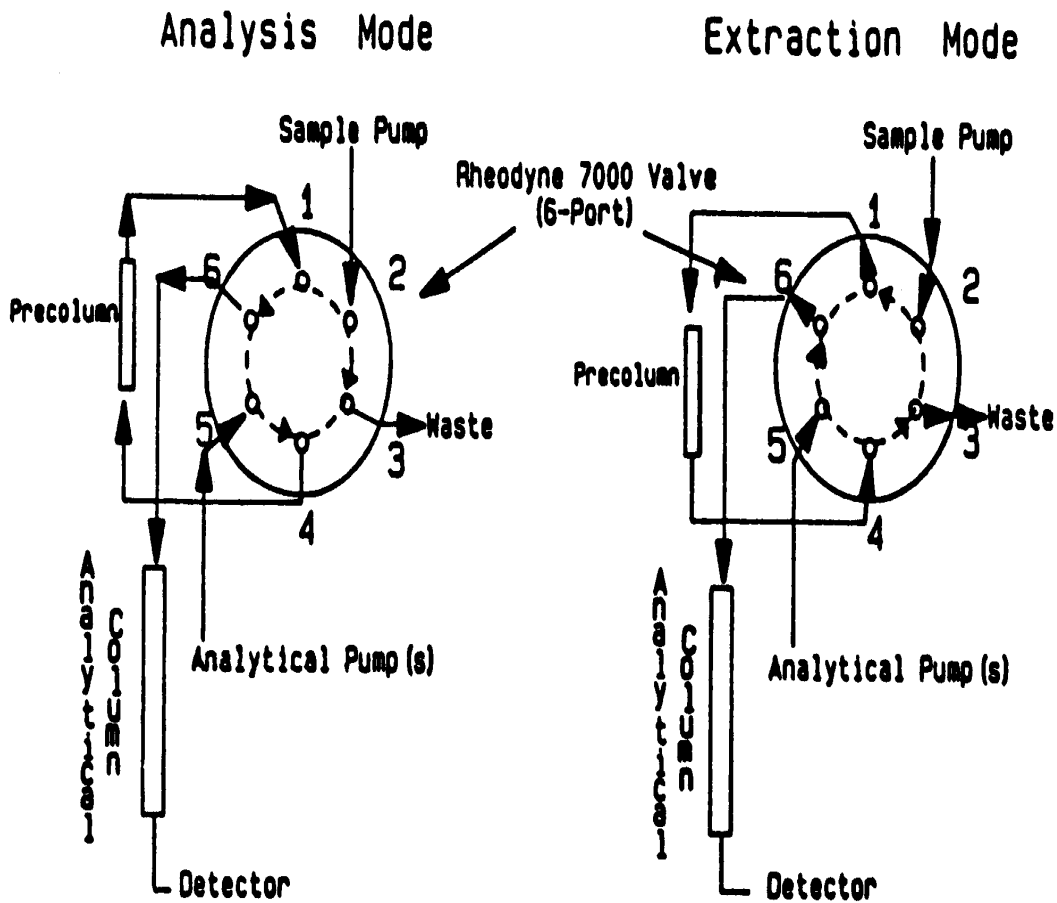 Analysis Mode
Extraction Mode
Sample Pump
Sample Pump
Rheodyne 7000 Valve
(6-Port)
1
2
3
4
5
6
Precolumn
Waste
Analytical Pump(s)
Analytical
Column
Detector
1
2
3
4
5
6
Precolumn
Waste
Analytical Pump(s)
Analytical
Column
Detector